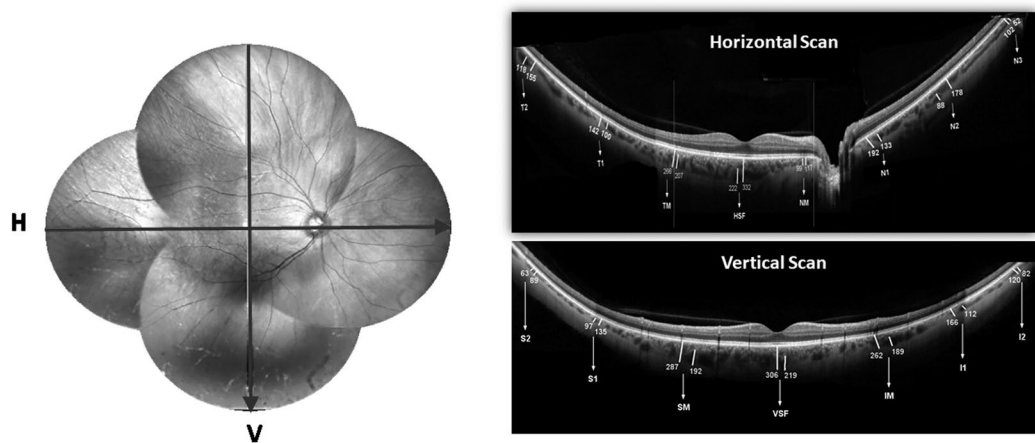 H
V
Horizontal Scan
118
155
T2
142
100
T1
266
207
TM
222
332
HSF
NM
192
133
N1
88
178
N2
102
62
N3
Vertical Scan
63
89
S2
97
135
S1
287
192
SM
306
219
VSF
262
189
IM
166
112
I1
120
82
I2